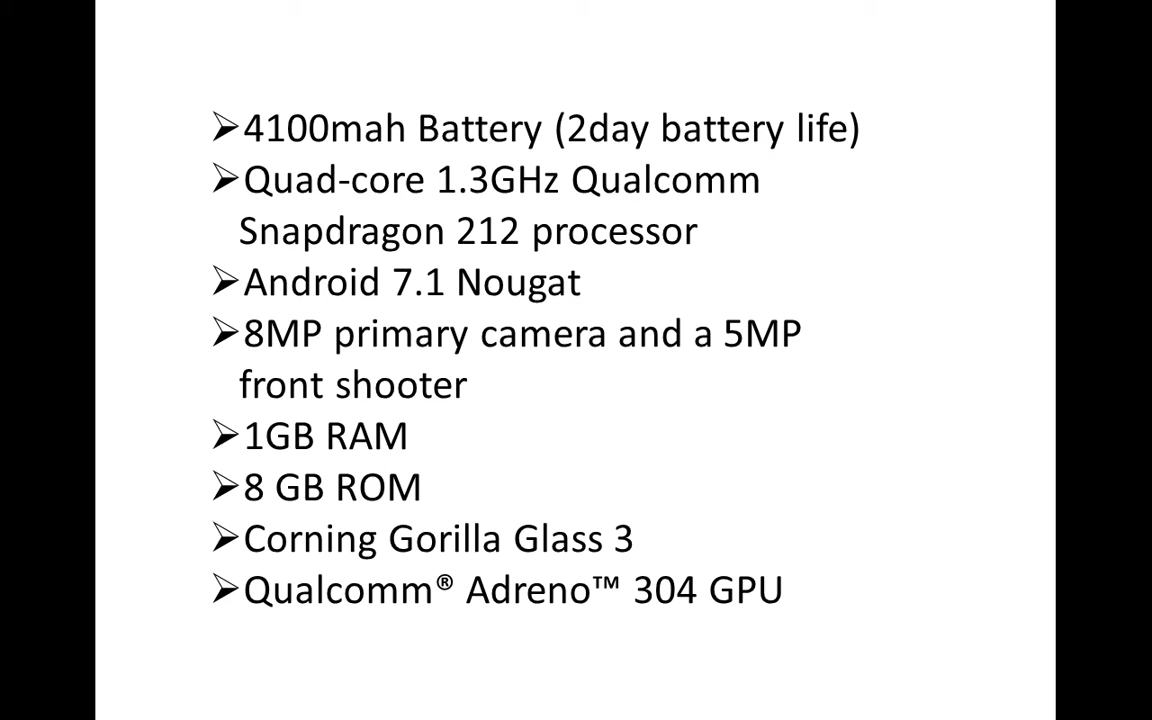 ➢4100mah Battery (2day battery life)
➢Quad-core 1.3GHz Qualcomm
Snapdragon 212 processor
➢Android 7.1 Nougat
➢8MP primary camera and a 5MP
front shooter
➢1GB RAM
➢8 GB ROM
➢Corning Gorilla Glass 3
➢Qualcomm® Adreno™ 304 GPU